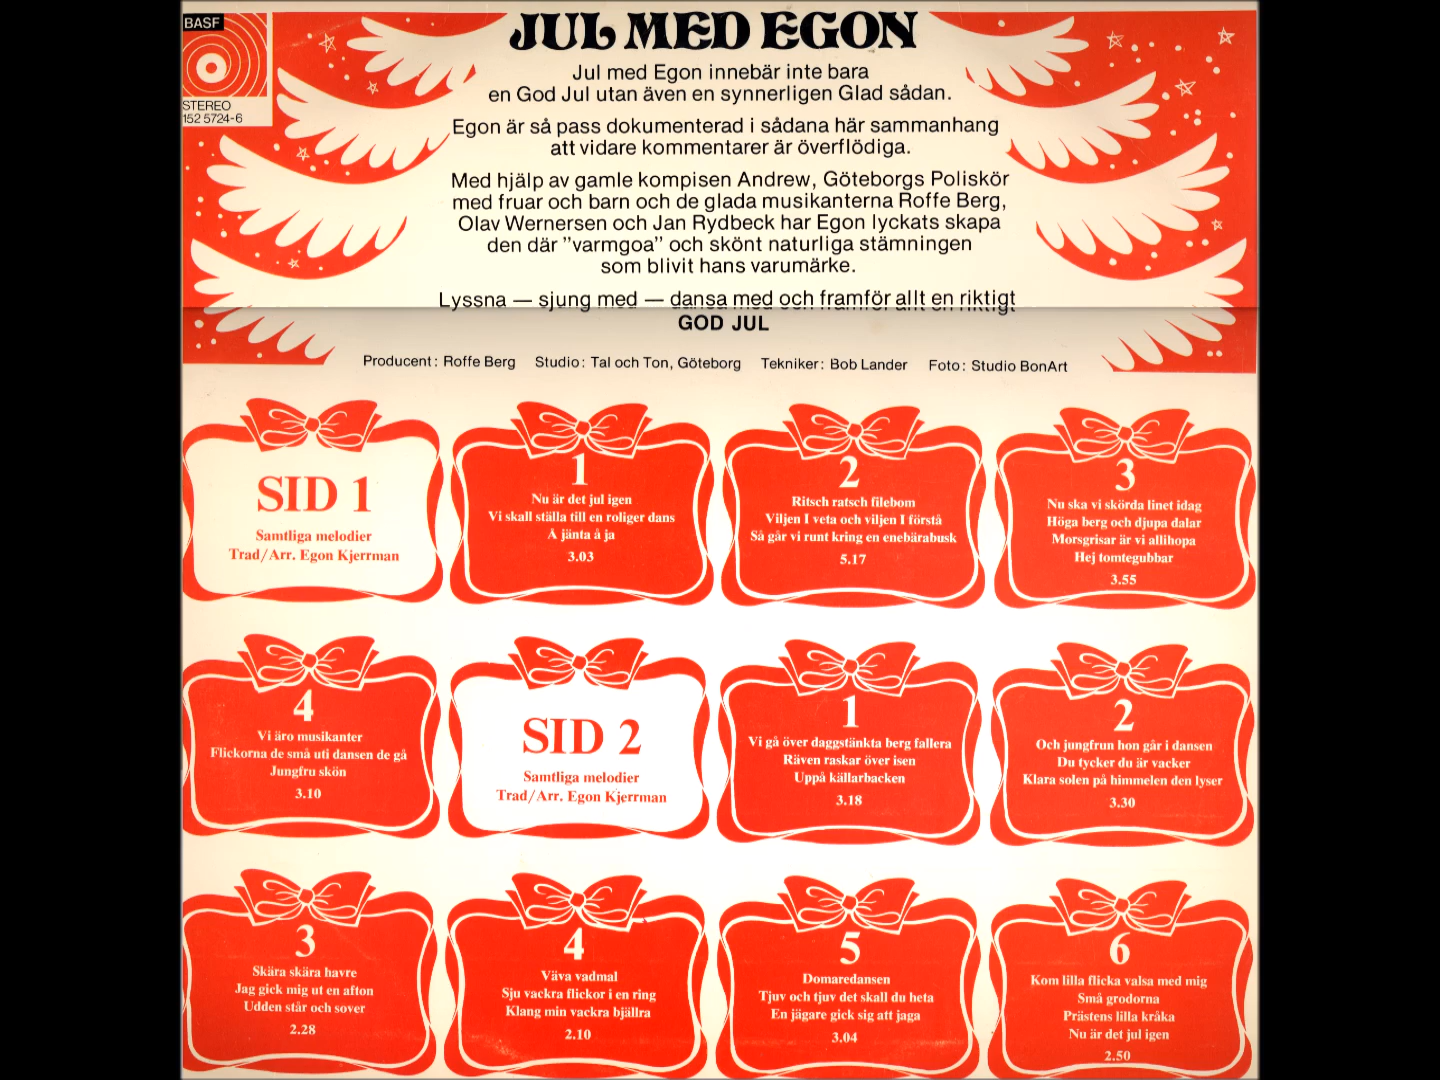 BASF
STEREO
152 5724-6
JUL MED EGON
Jul med Egon innebär inte bara
en God Jul utan även en synnerligen Glad sådan.
Egon är så pass dokumenterad i sådana här sammanhang
att vidare kommentarer är överflödiga.
Med hjälp av gamle kompisen Andrew, Göteborgs Poliskör
med fruar och barn och de glada musikanterna Roffe Berg,
Olav Wernersen och Jan Rydbeck har Egon lyckats skapa
den där ”varmgoa” och skönt naturliga stämningen
som blivit hans varumärke.
Lyssna — sjung med — dansa med och framför allt en riktigt
GOD JUL
Producent: Roffe Berg Studio: Tal och Ton, Göteborg Tekniker: Bob Lander Foto: Studio BonArt
SID 1
Samtliga melodier
Trad/Arr. Egon Kjerrman
1
Nu är det jul igen
Vi skall ställa till en roliger dans
Å jänta å ja
3.03
2
Ritsch ratsch filebom
Viljen I veta och viljen I förstå
Så går vi runt kring en enebärabusk
5.17
3
Nu ska vi skörda linet idag
Höga berg och djupa dalar
Morsgrisar är vi allihopa
Hej tomtegubbar
3.55
4
Vi äro musikanter
Flickorna de små uti dansen de gå
Jungfru skön
3.10
SID 2
Samtliga melodier
Trad/Arr. Egon Kjerrman
1
Vi gå över daggstänkta berg fallera
Räven raskar över isen
Uppå källarbacken
3.18
2
Och jungfrun hon går i dansen
Du tycker du är vacker
Klara solen på himmelen den lyser
3.30
3
Skära skära havre
Jag gick mig ut en afton
Udden står och sover
2.28
4
Väva vadmal
Sju vackra flickor i en ring
Klang min vackra bjällra
2.10
5
Domaredansen
Tjuv och tjuv det skall du heta
En jägare gick sig att jaga
3.04
6
Kom lilla flicka valsa med mig
Små grodorna
Prästens lilla kråka
Nu är det jul igen
2.50